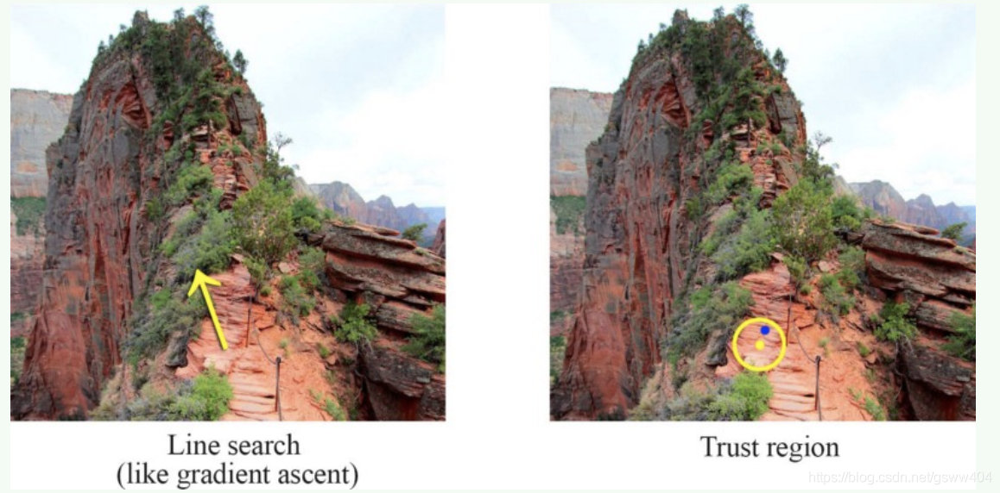 Line search
(like gradient ascent)
Trust region
https://blog.csdn.net/gsww404